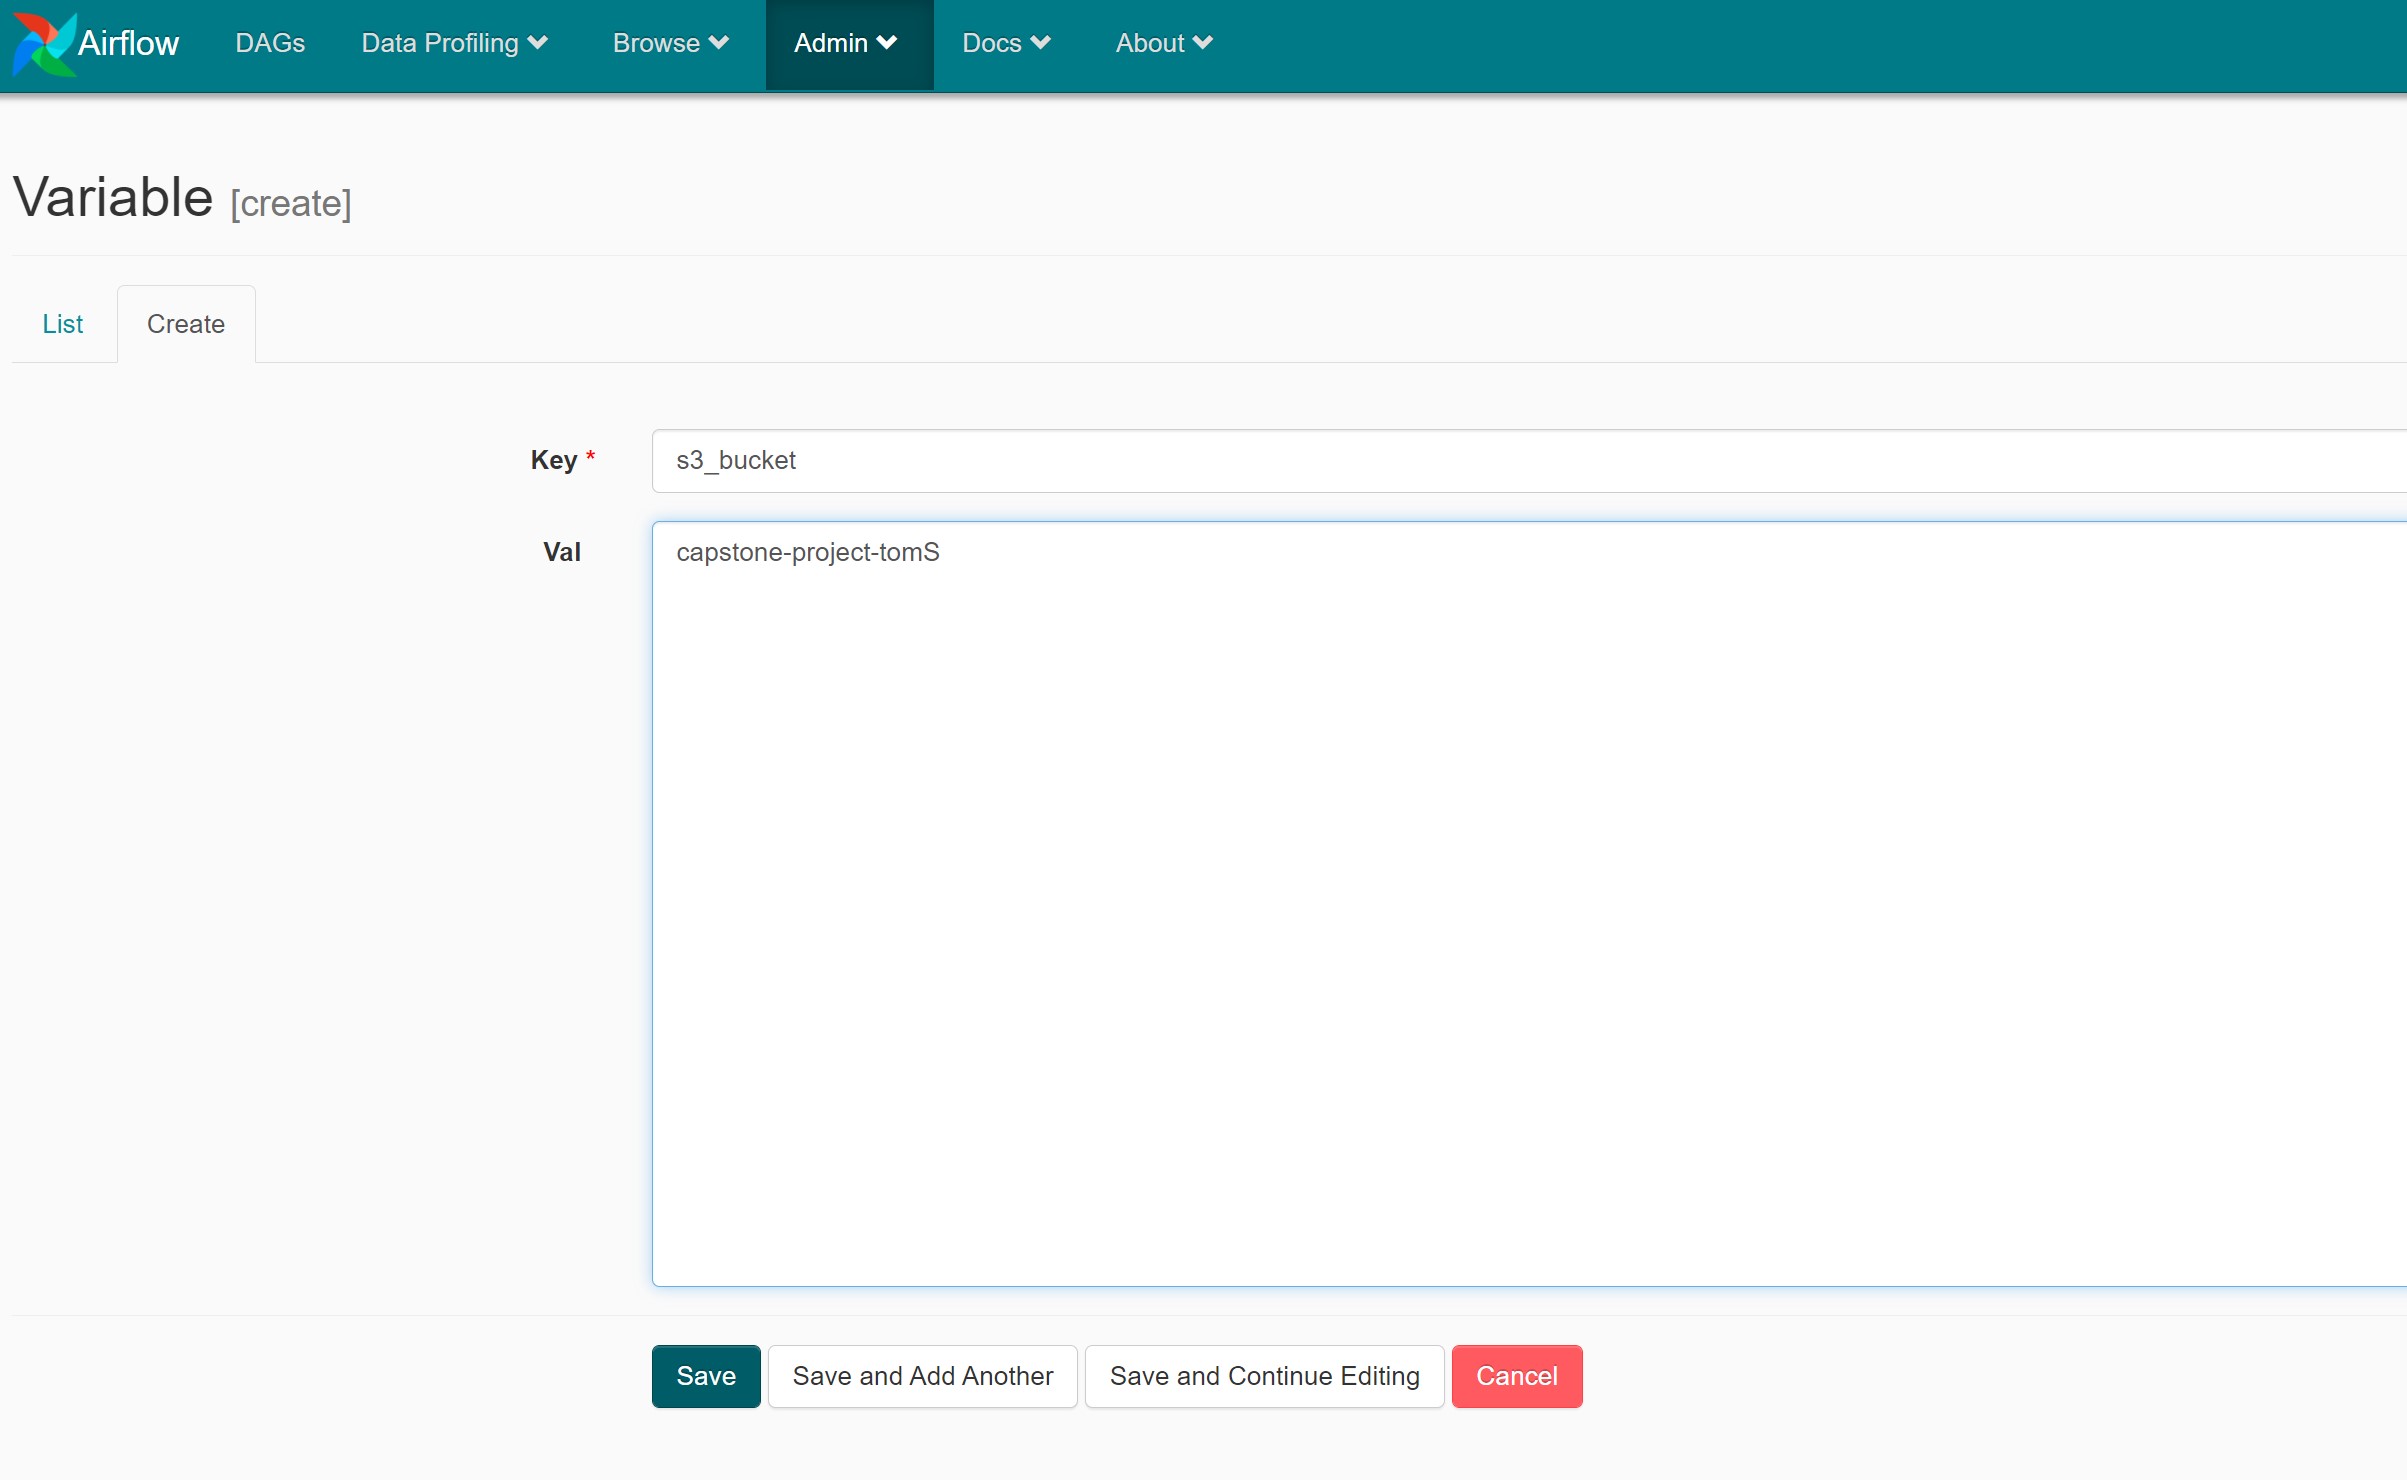 Airflow DAGs Data Profiling Browse Admin Docs About
Variable [create]
List Create
Key * s3_bucket
Val capstone-project-tomS
Save Save and Add Another Save and Continue Editing Cancel